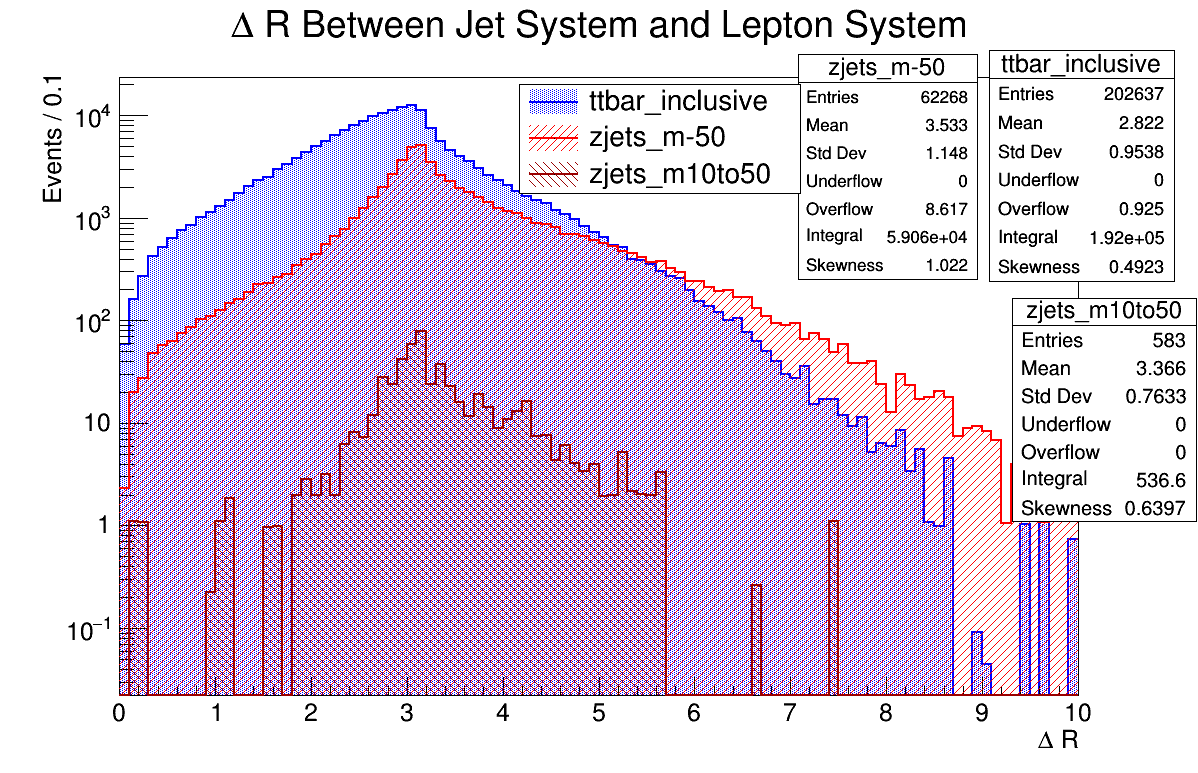 Δ R Between Jet System and Lepton System
Events / 0.1
10⁴
10³
10²
10
1
10⁻¹
0 1 2 3 4 5 6 7 8 9 10
Δ R
ttbar_inclusive
zjets_m-50
zjets_m10to50
zjets_m-50
Entries 62268
Mean 3.533
Std Dev 1.148
Underflow 0
Overflow 8.617
Integral 5.906e+04
Skewness 1.022
ttbar_inclusive
Entries 202637
Mean 2.822
Std Dev 0.9538
Underflow 0
Overflow 0.925
Integral 1.92e+05
Skewness 0.4923
zjets_m10to50
Entries 583
Mean 3.366
Std Dev 0.7633
Underflow 0
Overflow 0
Integral 536.6
Skewness 0.6397